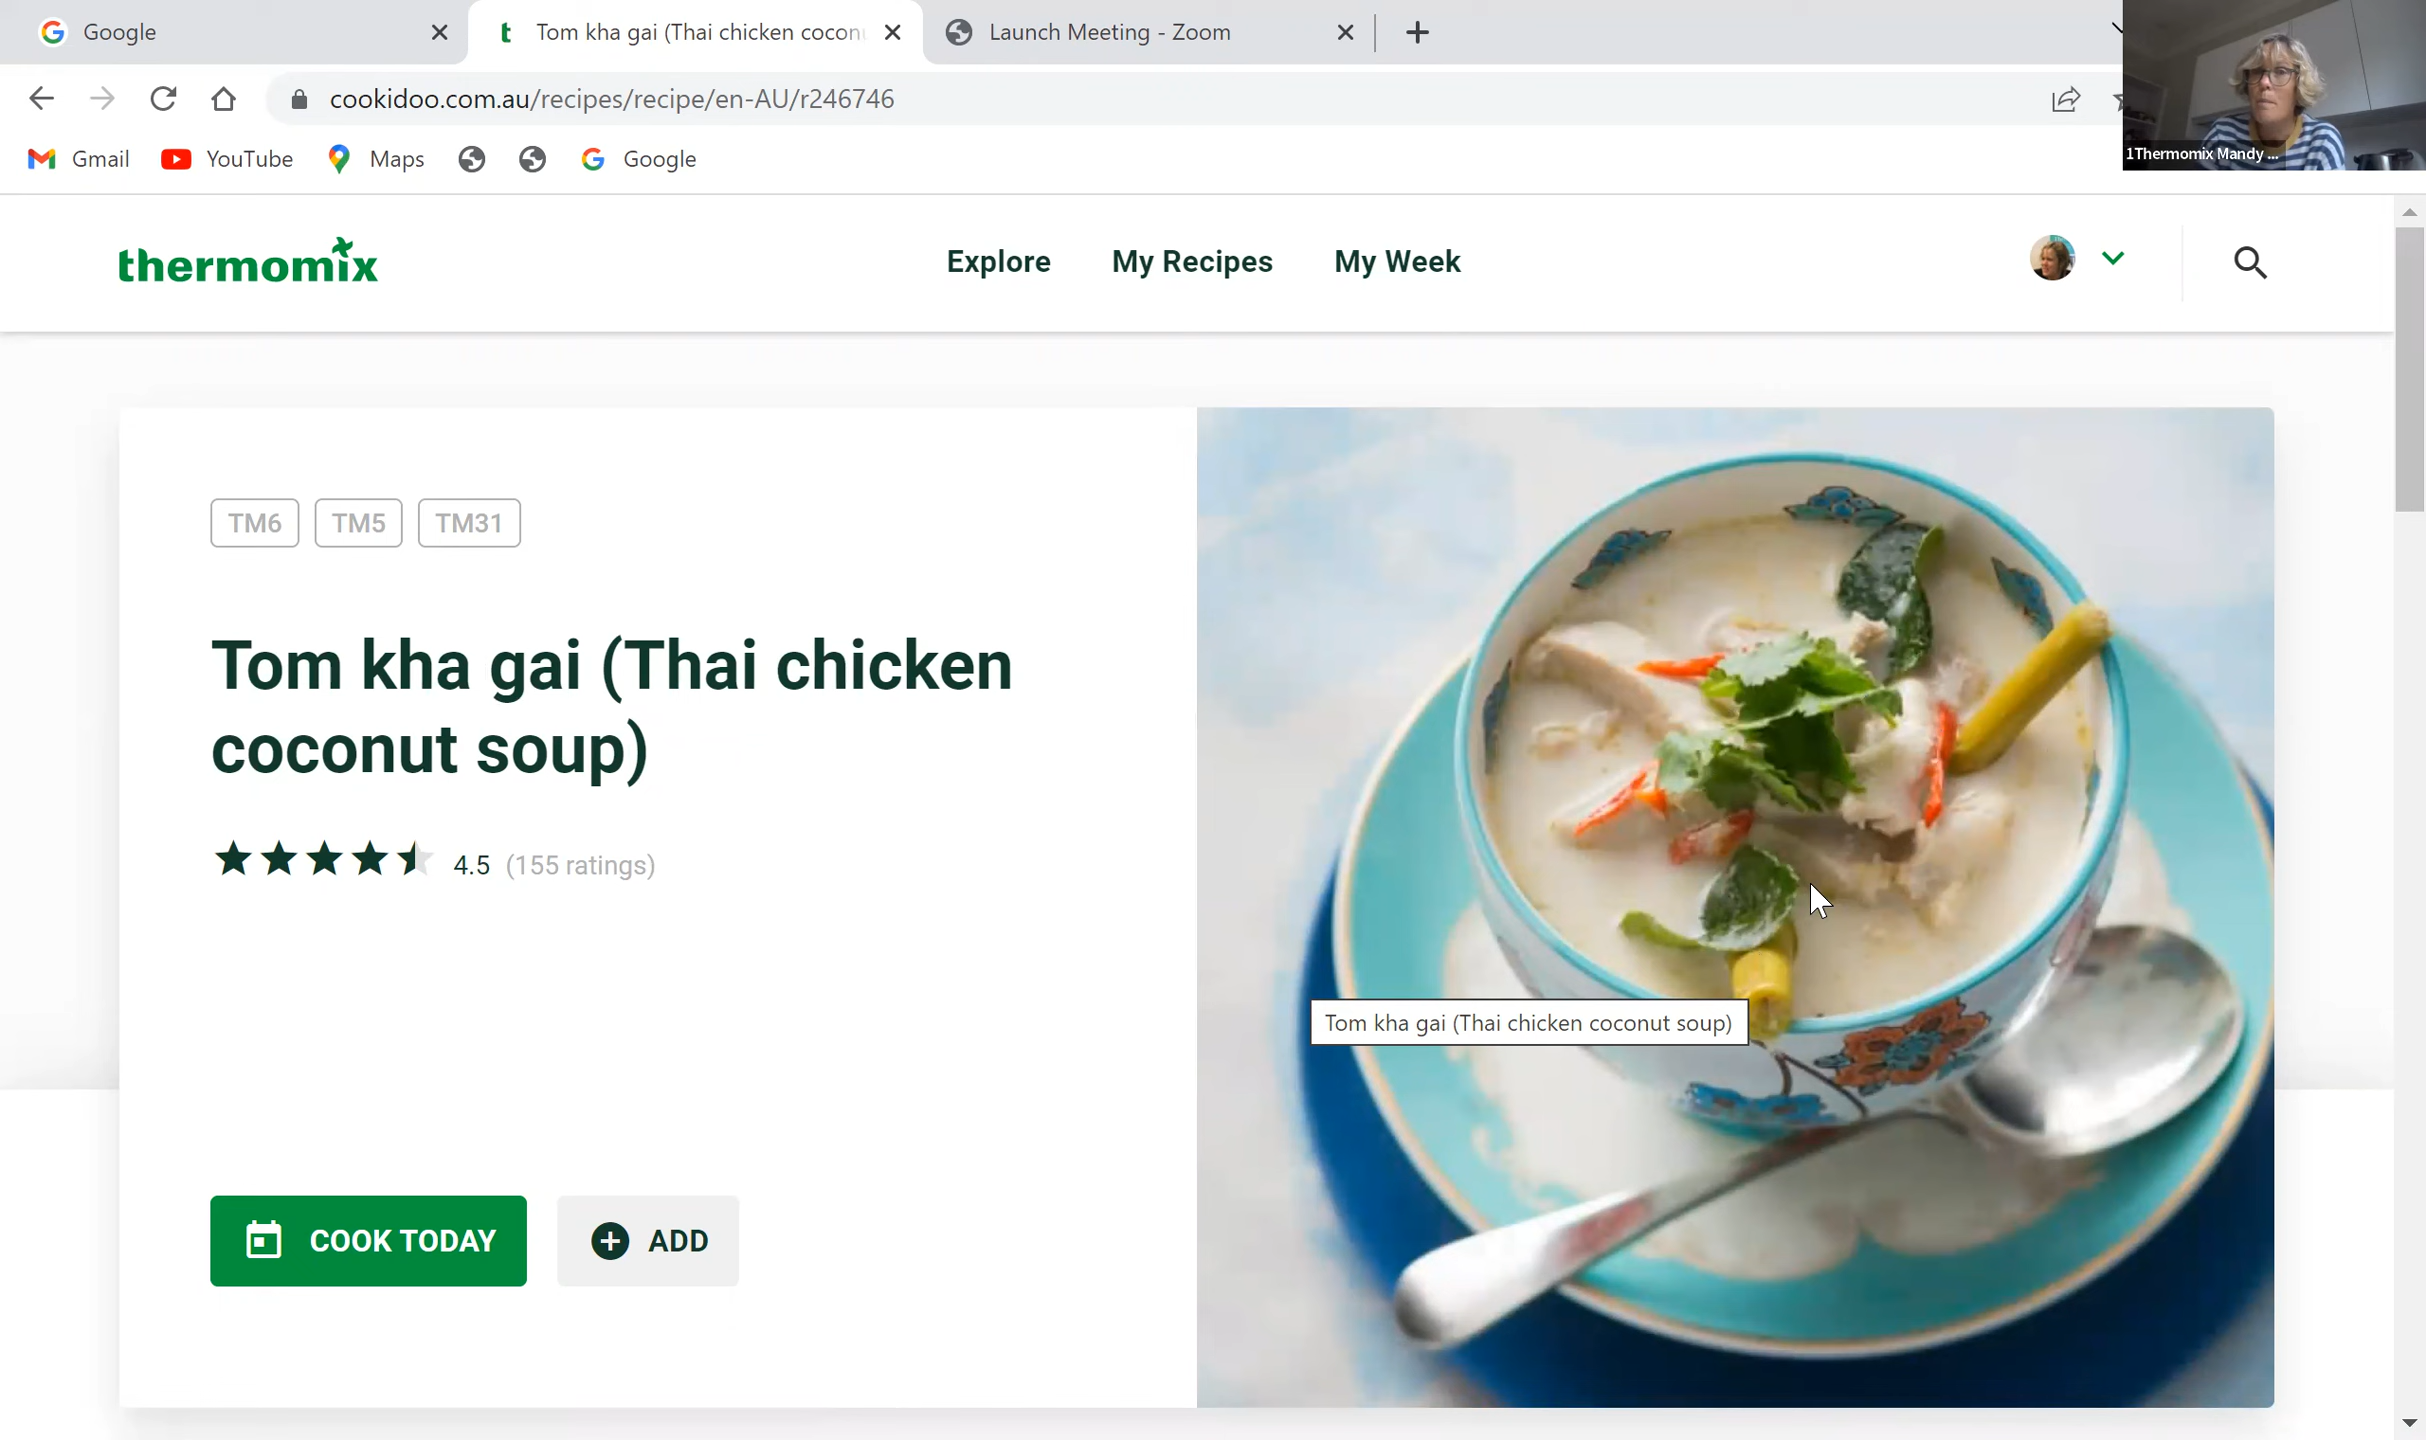 Google
Tom kha gai (Thai chicken cocon
Launch Meeting - Zoom
cookidoo.com.au/recipes/recipe/en-AU/r246746
1Thermomix Mandy ...
Gmail
YouTube
Maps
Google
thermomix
Explore
My Recipes
My Week
TM6
TM5
TM31
Tom kha gai (Thai chicken
coconut soup)
4.5 (155 ratings)
Tom kha gai (Thai chicken coconut soup)
COOK TODAY
ADD